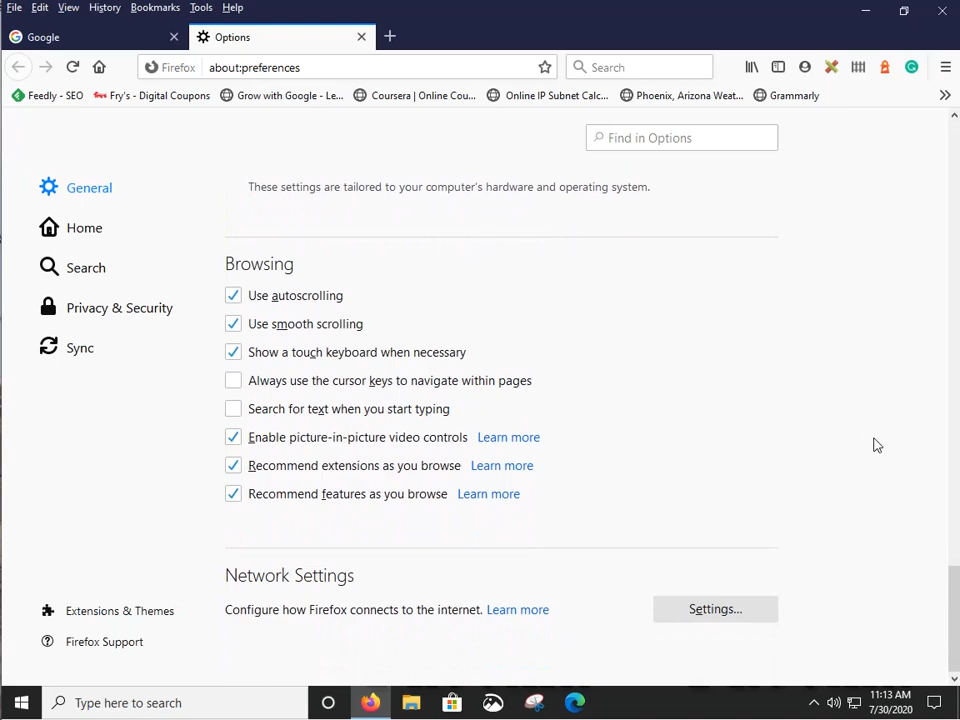 File Edit View History Bookmarks Tools Help
Google
Options
Firefox about:preferences
Search
Feedly - SEO Fry's - Digital Coupons Grow with Google - Le... Coursera | Online Cou... Online IP Subnet Calc... Phoenix, Arizona Weat... Grammarly
Find in Options
General
Home
Search
Privacy & Security
Sync
These settings are tailored to your computer's hardware and operating system.
Browsing
Use autoscrolling
Use smooth scrolling
Show a touch keyboard when necessary
Always use the cursor keys to navigate within pages
Search for text when you start typing
Enable picture-in-picture video controls Learn more
Recommend extensions as you browse Learn more
Recommend features as you browse Learn more
Network Settings
Configure how Firefox connects to the internet. Learn more
Settings...
Extensions & Themes
Firefox Support
Type here to search
11:13 AM
7/30/2020